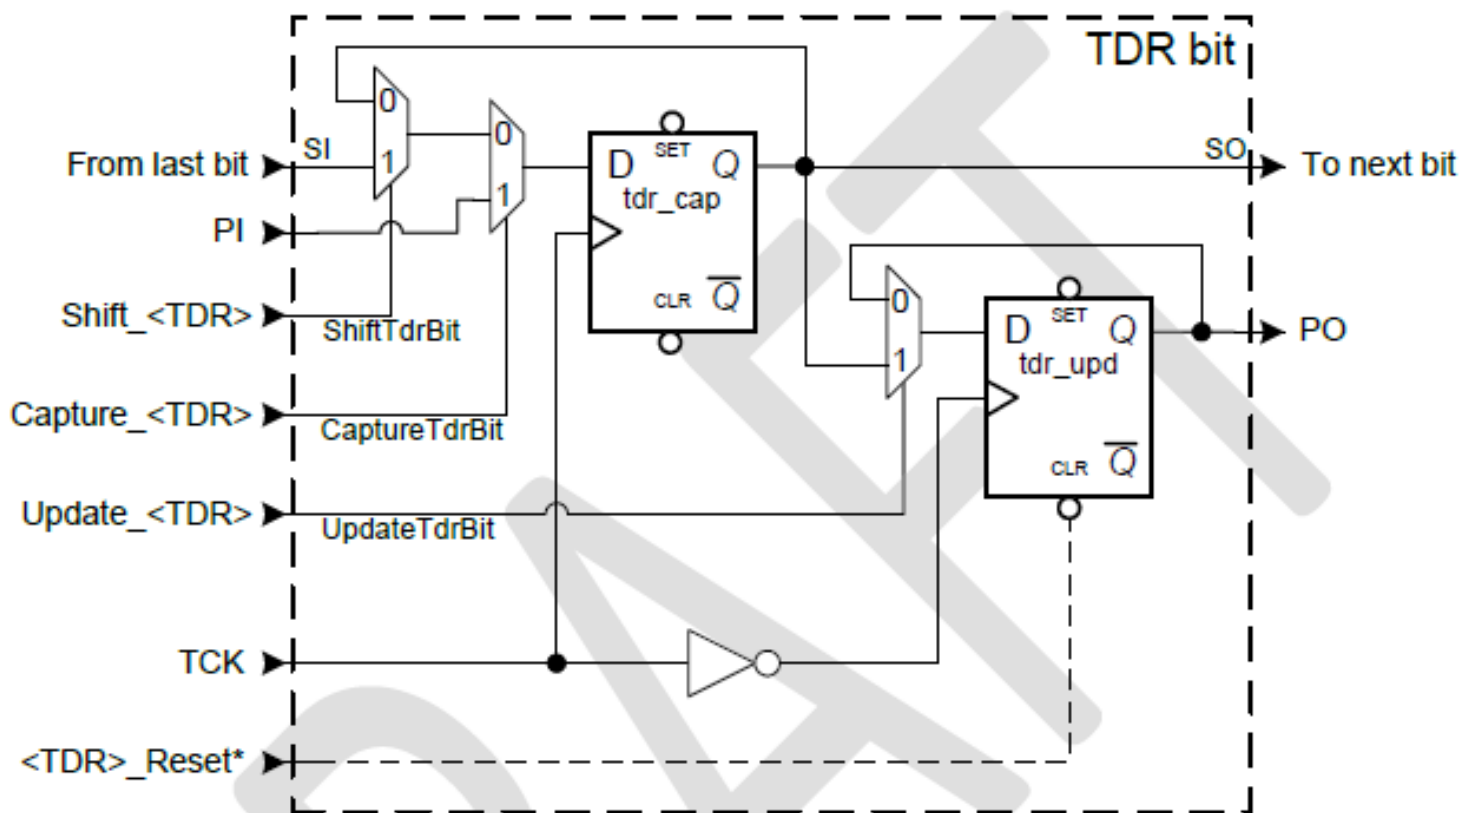 TDR bit
0
From last bit
SI
1
0
1
D
SET
Q
tdr_cap
CLR
Q
SO
To next bit
PI
Shift_<TDR>
ShiftTdrBit
0
1
D
SET
Q
tdr_upd
CLR
Q
PO
Capture_<TDR>
CaptureTdrBit
Update_<TDR>
UpdateTdrBit
TCK
<TDR>_Reset*
DRAFT